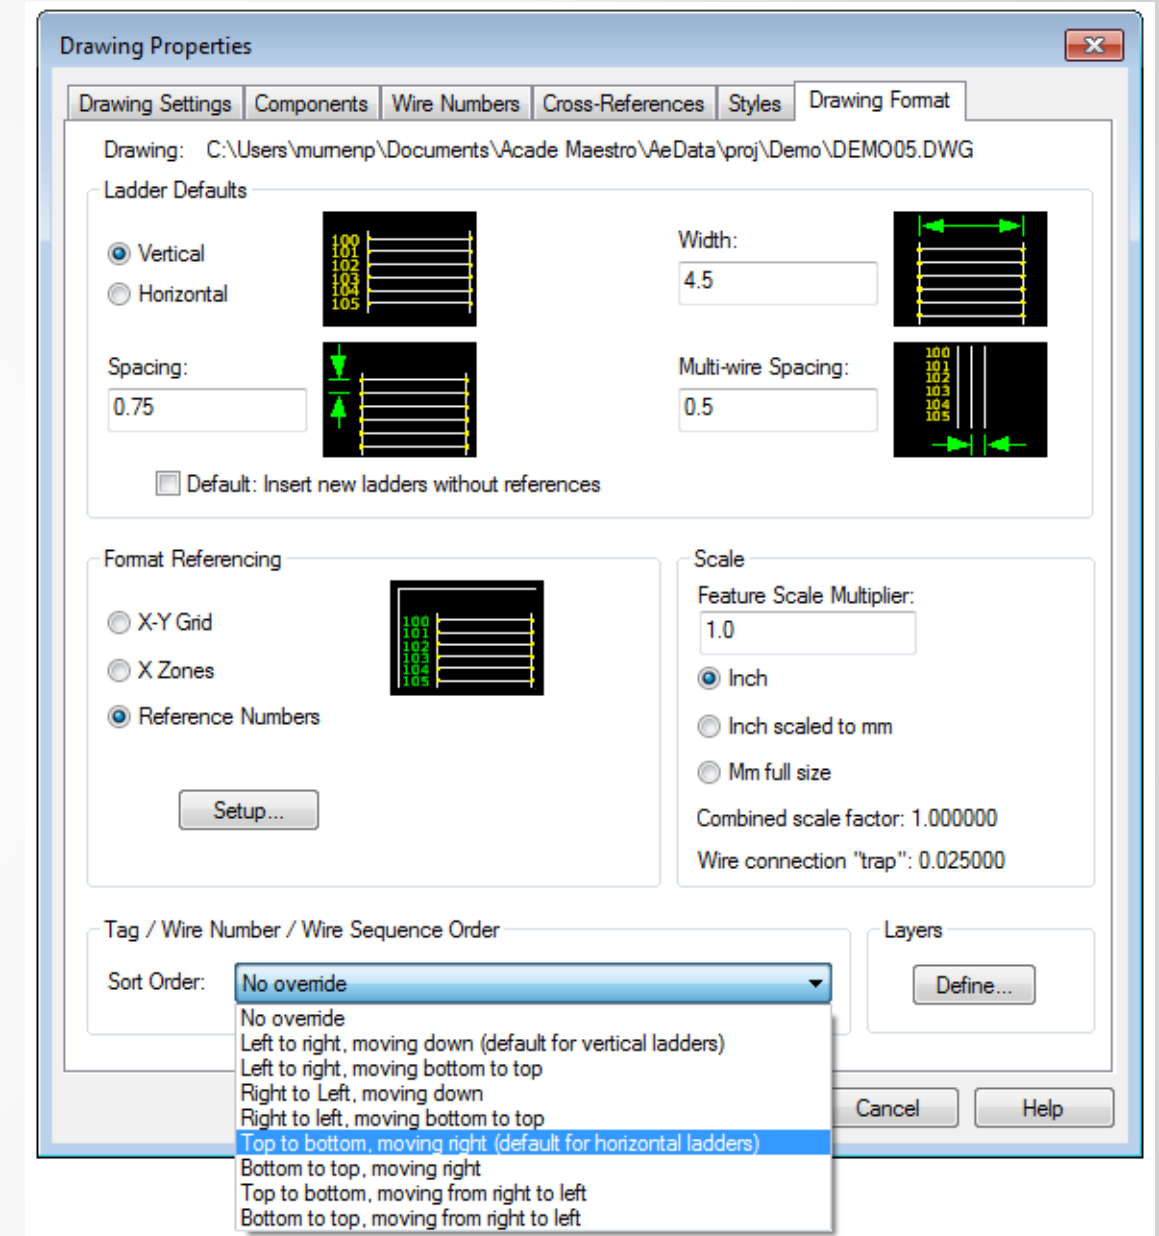 Drawing Properties
Drawing Settings Components Wire Numbers Cross-References Styles Drawing Format
Drawing: C:\Users\murnenp\Documents\Acade Maestro\AeData\proj\Demo\DEMO05.DWG
Ladder Defaults
Vertical
Horizontal
100
101
102
103
104
105
Width:
4.5
Spacing:
0.75
Multi-wire Spacing:
0.5
100
101
102
103
104
105
Default: Insert new ladders without references
Format Referencing
X-Y Grid
X Zones
Reference Numbers
100
101
102
103
104
105
Setup...
Scale
Feature Scale Multiplier:
1.0
Inch
Inch scaled to mm
Mm full size
Combined scale factor: 1.000000
Wire connection "trap": 0.025000
Tag / Wire Number / Wire Sequence Order
Sort Order: No override
Layers
Define...
No override
Left to right, moving down (default for vertical ladders)
Left to right, moving bottom to top
Right to Left, moving down
Right to left, moving bottom to top
Top to bottom, moving right (default for horizontal ladders)
Bottom to top, moving right
Top to bottom, moving from right to left
Bottom to top, moving from right to left
Cancel Help